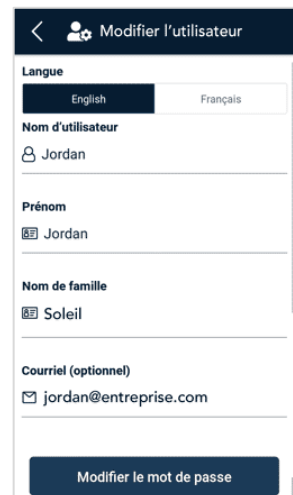 Modifier l’utilisateur
Langue
English Français
Nom d’utilisateur
Jordan
Prénom
Jordan
Nom de famille
Soleil
Courriel (optionnel)
jordan@entreprise.com
Modifier le mot de passe